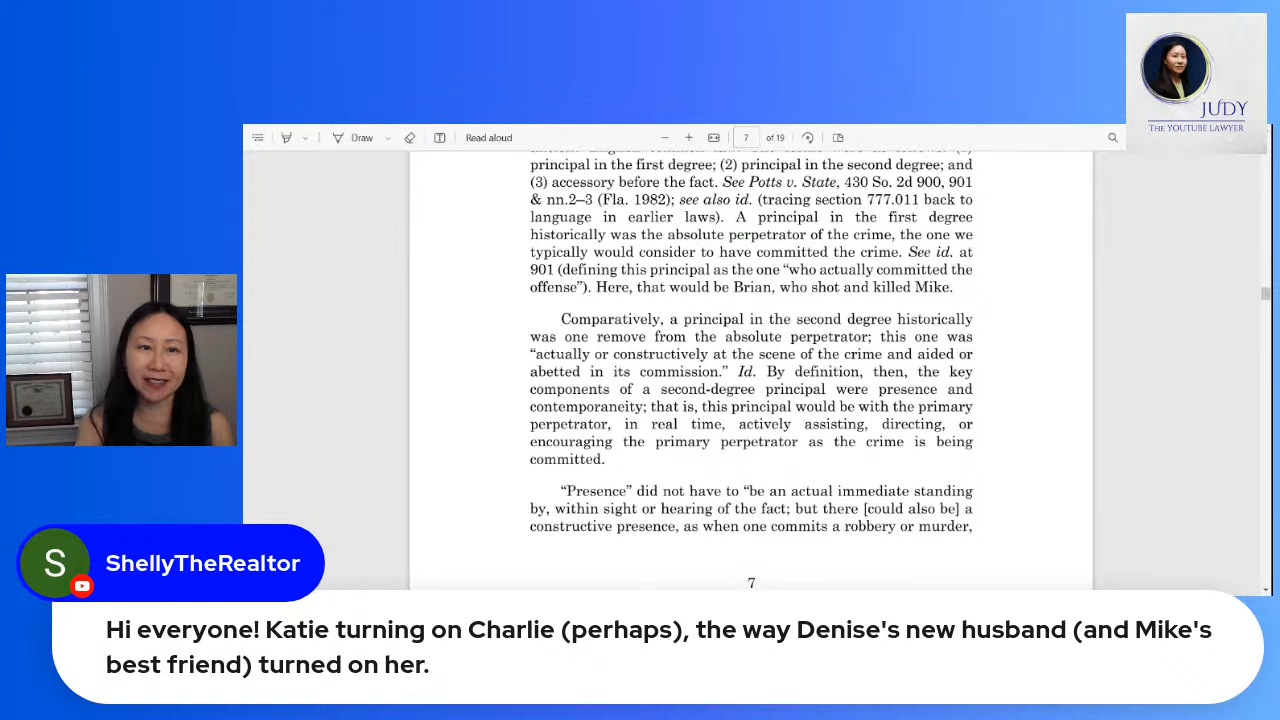 JUDY
THE YOUTUBE LAWYER
Draw
Read aloud
7
of 19
principal in the first degree; (2) principal in the second degree; and
(3) accessory before the fact. See Potts v. State, 430 So. 2d 900, 901
& nn.2–3 (Fla. 1982); see also id. (tracing section 777.011 back to
language in earlier laws). A principal in the first degree
historically was the absolute perpetrator of the crime, the one we
typically would consider to have committed the crime. See id. at
901 (defining this principal as the one “who actually committed the
offense”). Here, that would be Brian, who shot and killed Mike.
Comparatively, a principal in the second degree historically
was one remove from the absolute perpetrator; this one was
“actually or constructively at the scene of the crime and aided or
abetted in its commission.” Id. By definition, then, the key
components of a second-degree principal were presence and
contemporaneity; that is, this principal would be with the primary
perpetrator, in real time, actively assisting, directing, or
encouraging the primary perpetrator as the crime is being
committed.
“Presence” did not have to “be an actual immediate standing
by, within sight or hearing of the fact; but there [could also be] a
constructive presence, as when one commits a robbery or murder,
7
S
ShellyTheRealtor
Hi everyone! Katie turning on Charlie (perhaps), the way Denise's new husband (and Mike's
best friend) turned on her.